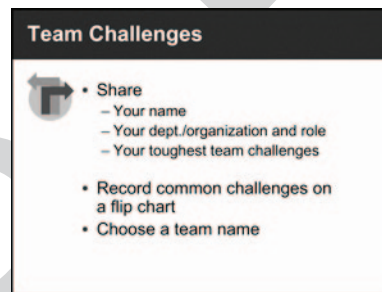 Team Challenges
• Share
– Your name
– Your dept./organization and role
– Your toughest team challenges
• Record common challenges on
a flip chart
• Choose a team name